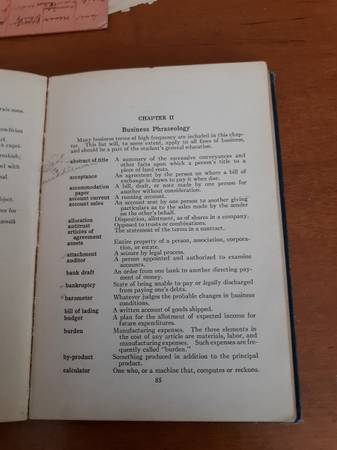 CHAPTER II
Business Phraseology
Many business terms of high frequency are included in this chap-
ter. This list will, to some extent, apply to all lines of business,
and should be a part of the student's general education.
abstract of title A summary of the successive conveyances and
other facts upon which a person's title to a
piece of land rests.
acceptance An agreement by the person on whom a bill of
exchange is drawn to pay it when due.
accommodation A bill, draft, or note made by one person for
paper another without consideration.
account current A running account.
account sales An account sent by one person to another giving
particulars as to the sales made by the sender
on the other's behalf.
allocation Disposition, allotment, as of shares in a company.
antitrust Opposed to trusts or combinations.
articles of The statement of the terms in a contract.
agreement
assets Entire property of a person, association, corpora-
tion, or estate.
attachment A seizure by legal process.
auditor A person appointed and authorized to examine
accounts.
bank draft An order from one bank to another directing pay-
ment of money.
bankruptcy State of being unable to pay or legally discharged
from paying one's debts.
barometer Whatever judges the probable changes in business
conditions.
bill of lading A written account of goods shipped.
budget A plan for the allotment of expected income for
future expenditures.
burden Manufacturing expenses. The three elements in
the cost of any article are materials, labor, and
manufacturing expenses. Such expenses are fre-
quently called "burden."
by-product Something produced in addition to the principal
product.
calculator One who, or a machine that, computes or reckons.
85